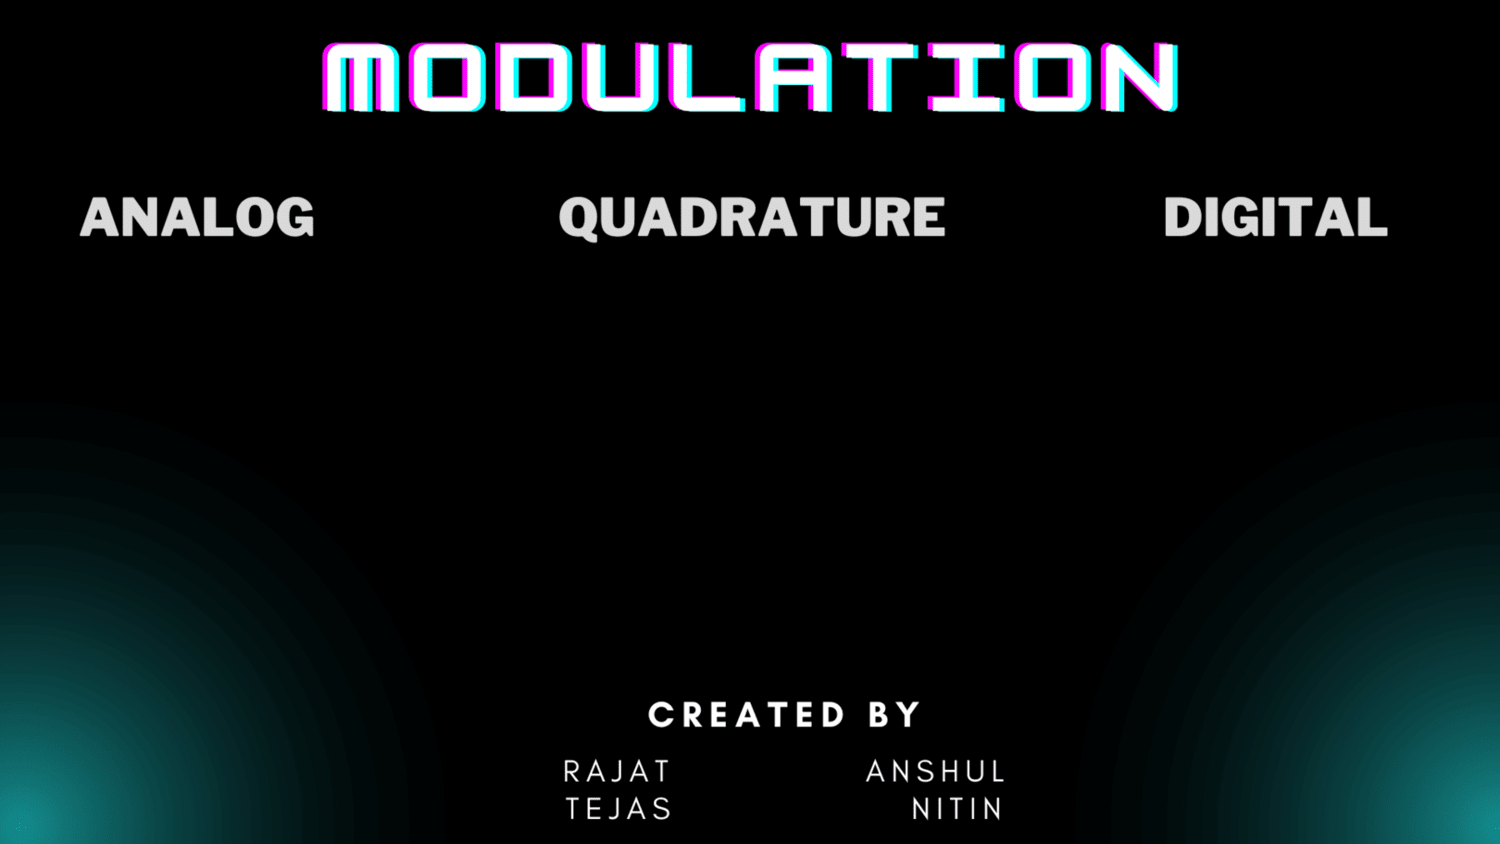 MODULATION
ANALOG QUADRATURE DIGITAL
CREATED BY
RAJAT ANSHUL
TEJAS NITIN